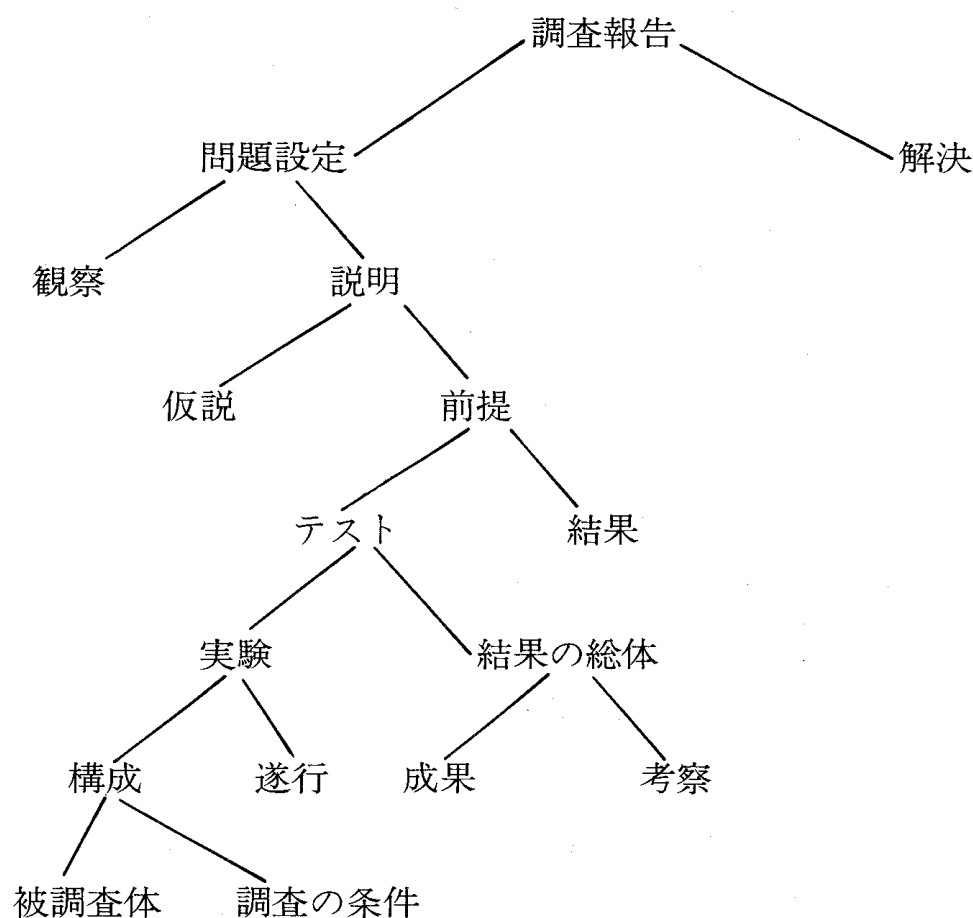 調査報告
問題設定
解決
観察
説明
仮説
前提
テスト
結果
実験
結果の総体
構成
遂行
成果
考察
被調査体
調査の条件